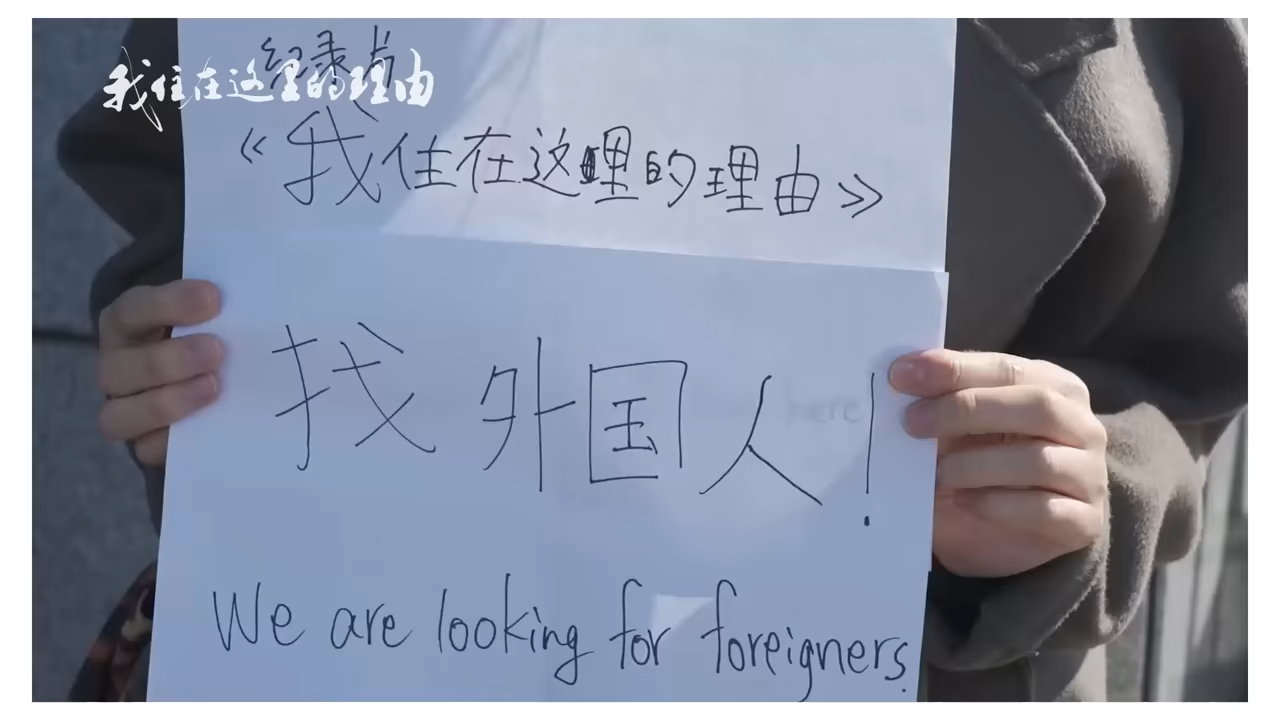 纪录片
我住在这里的理由
《我住在这里的理由》
找外国人!
here
We are looking for foreigners.